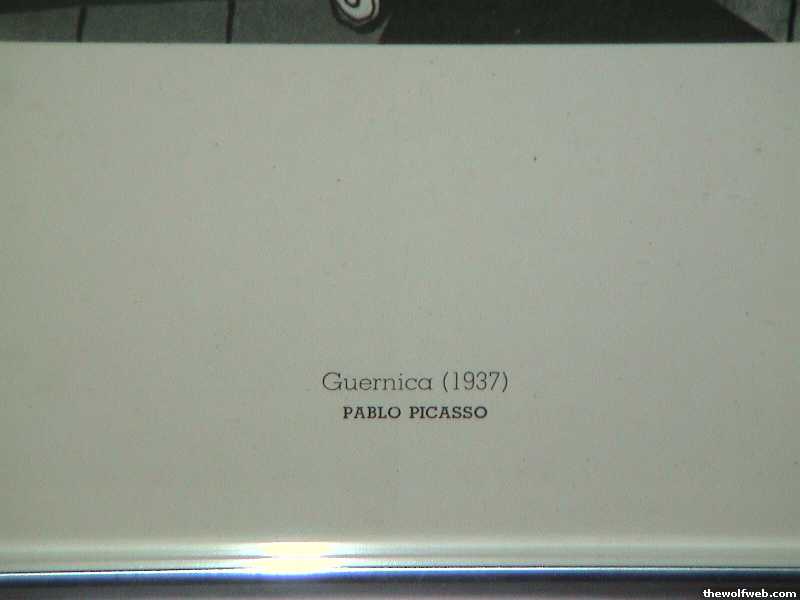 Guernica (1937)
PABLO PICASSO
thewolfweb.com